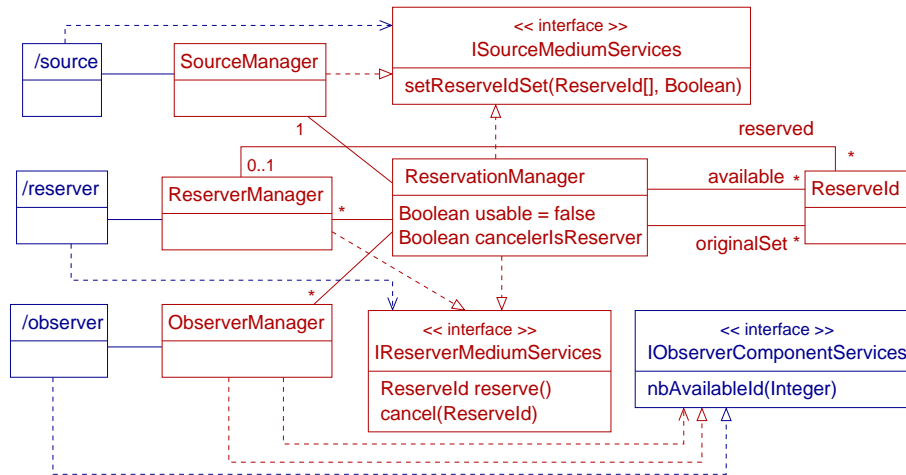 << interface >>
ISourceMediumServices
setReserveIdSet(ReserveId[], Boolean)
/source
SourceManager
1
reserved
0..1
*
/reserver
ReserverManager
*
ReservationManager
Boolean usable = false
Boolean cancelerIsReserver
available
*
ReserveId
originalSet
*
*
/observer
ObserverManager
<< interface >>
IReserverMediumServices
ReserveId reserve()
cancel(ReserveId)
<< interface >>
IObserverComponentServices
nbAvailableId(Integer)